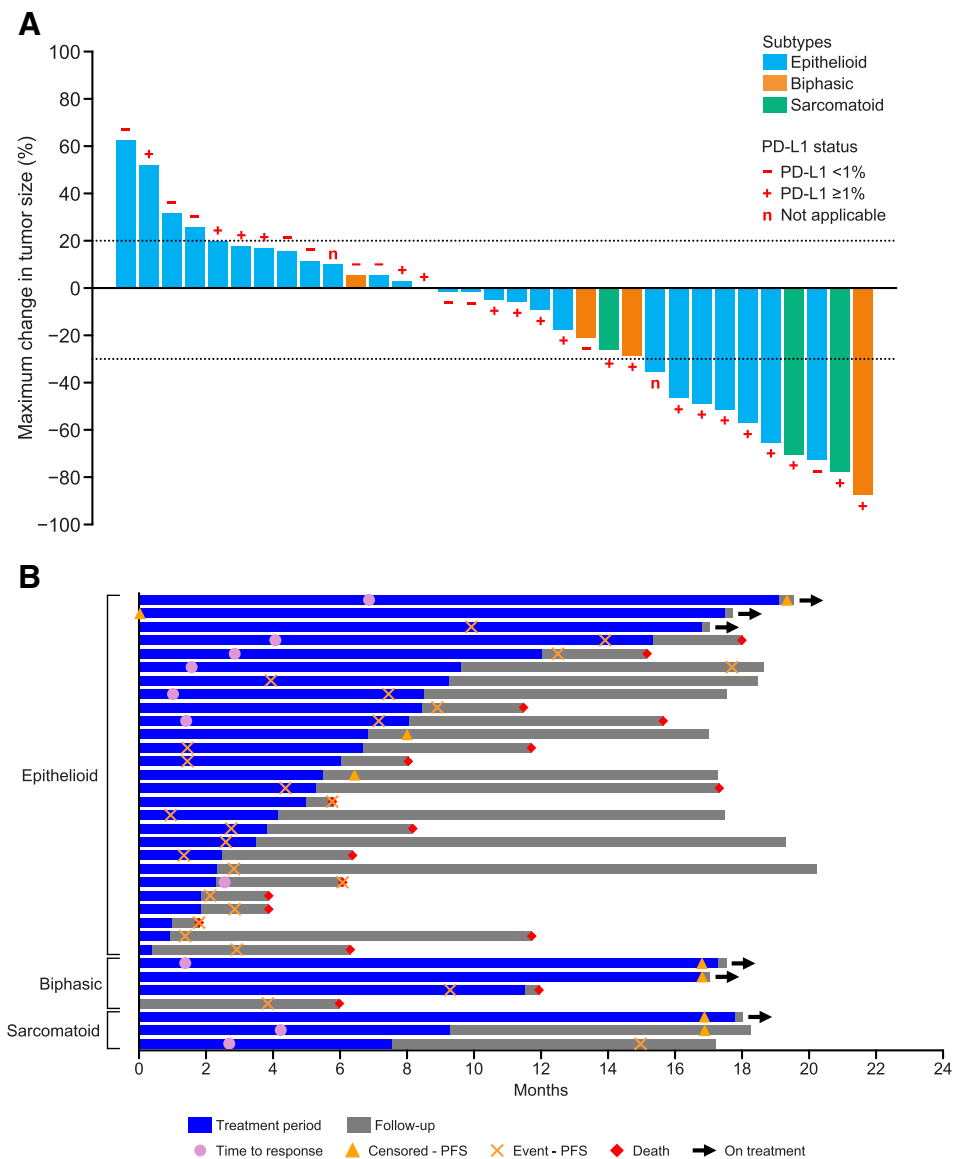 A
Maximum change in tumor size (%)
100
80
60
40
20
0
−20
−40
−60
−80
−100
Subtypes
Epithelioid
Biphasic
Sarcomatoid
PD-L1 status
− PD-L1 <1%
+ PD-L1 ≥1%
n Not applicable
− + − − + + + − + n − − + +
− − + + + + − + + n + + + + + + − + +
B
Epithelioid
Biphasic
Sarcomatoid
0 2 4 6 8 10 12 14 16 18 20 22 24
Months
Treatment period Follow-up
Time to response Censored - PFS Event - PFS Death On treatment